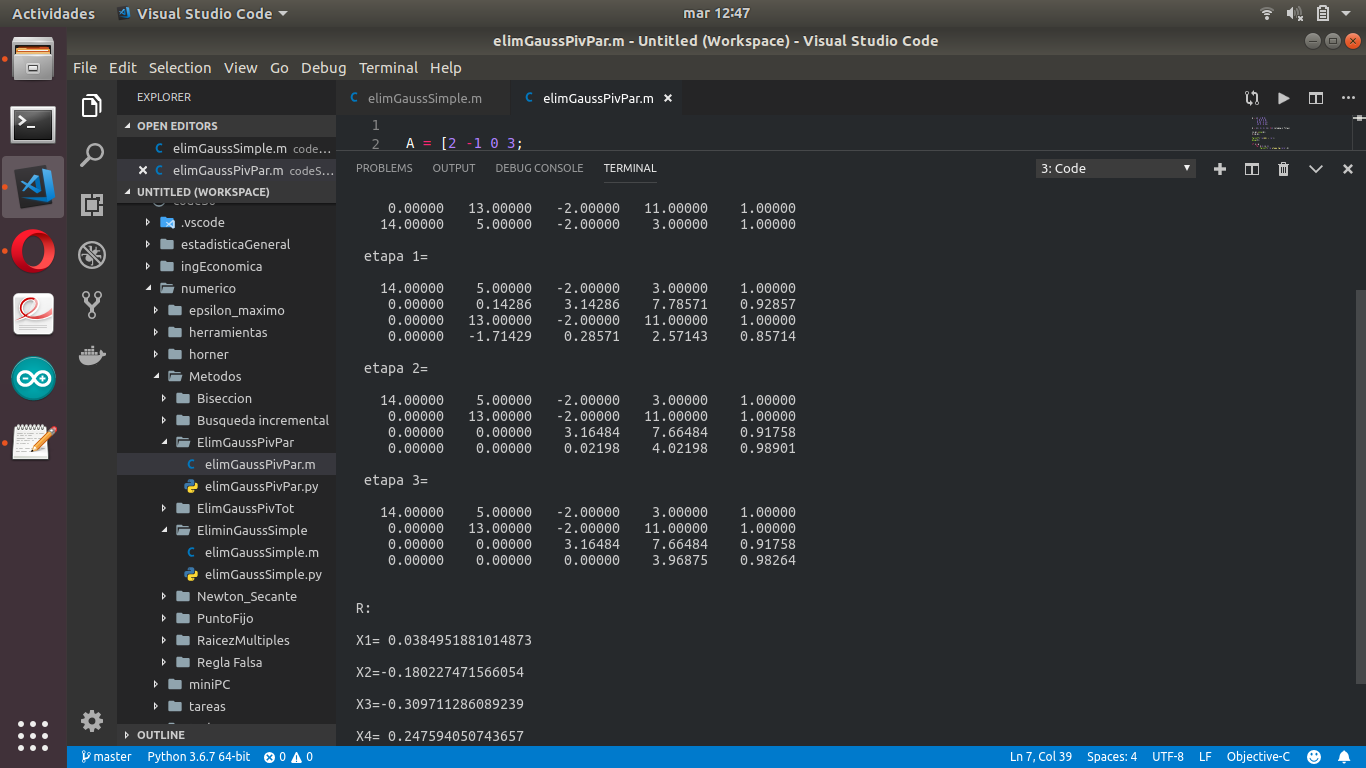 Actividades Visual Studio Code mar 12:47
elimGaussPivPar.m - Untitled (Workspace) - Visual Studio Code
File Edit Selection View Go Debug Terminal Help
EXPLORER
OPEN EDITORS
elimGaussSimple.m code...
elimGaussPivPar.m codeS...
UNTITLED (WORKSPACE)
.vscode
estadisticaGeneral
ingEconomica
numerico
epsilon_maximo
herramientas
horner
Metodos
Biseccion
Busqueda incremental
ElimGaussPivPar
elimGaussPivPar.m
elimGaussPivPar.py
ElimGaussPivTot
EliminGaussSimple
elimGaussSimple.m
elimGaussSimple.py
Newton_Secante
PuntoFijo
RaicezMultiples
Regla Falsa
miniPC
tareas
OUTLINE
elimGaussSimple.m elimGaussPivPar.m
1
2 A = [2 -1 0 3;
PROBLEMS OUTPUT DEBUG CONSOLE TERMINAL 3: Code
0.00000 13.00000 -2.00000 11.00000 1.00000
14.00000 5.00000 -2.00000 3.00000 1.00000
etapa 1=
14.00000 5.00000 -2.00000 3.00000 1.00000
0.00000 0.14286 3.14286 7.78571 0.92857
0.00000 13.00000 -2.00000 11.00000 1.00000
0.00000 -1.71429 0.28571 2.57143 0.85714
etapa 2=
14.00000 5.00000 -2.00000 3.00000 1.00000
0.00000 13.00000 -2.00000 11.00000 1.00000
0.00000 0.00000 3.16484 7.66484 0.91758
0.00000 0.00000 0.02198 4.02198 0.98901
etapa 3=
14.00000 5.00000 -2.00000 3.00000 1.00000
0.00000 13.00000 -2.00000 11.00000 1.00000
0.00000 0.00000 3.16484 7.66484 0.91758
0.00000 0.00000 0.00000 3.96875 0.98264
R:
X1= 0.0384951881014873
X2=-0.180227471566054
X3=-0.309711286089239
X4= 0.247594050743657
master Python 3.6.7 64-bit 0 0 Ln 7, Col 39 Spaces: 4 UTF-8 LF Objective-C